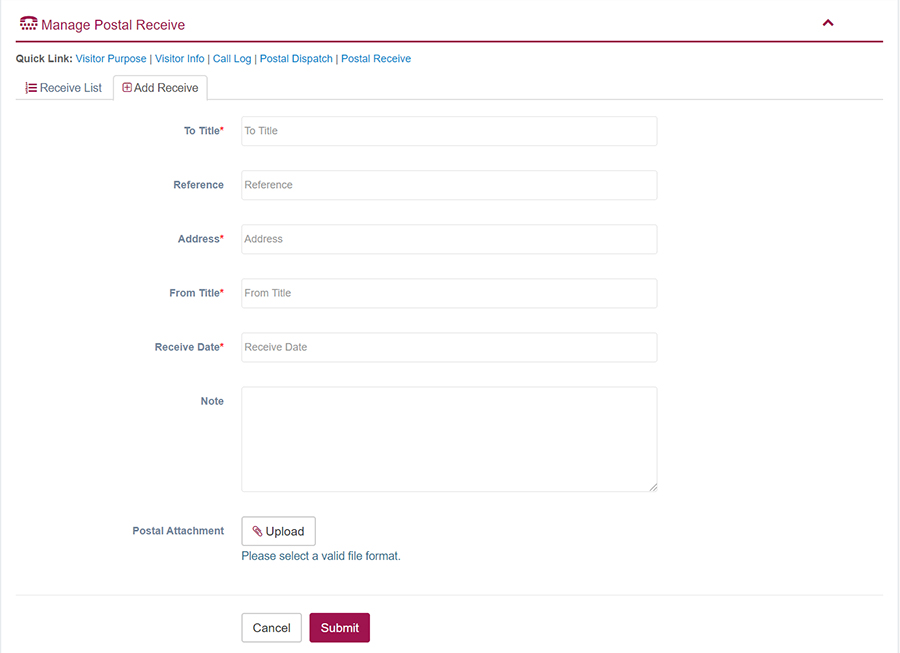 Manage Postal Receive
Quick Link: Visitor Purpose | Visitor Info | Call Log | Postal Dispatch | Postal Receive
Receive List Add Receive
To Title* To Title
Reference Reference
Address* Address
From Title* From Title
Receive Date* Receive Date
Note
Postal Attachment Upload
Please select a valid file format.
Cancel Submit